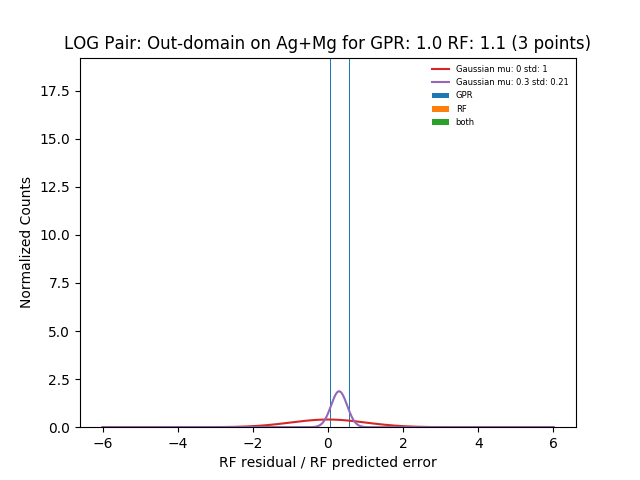 LOG Pair: Out-domain on Ag+Mg for GPR: 1.0 RF: 1.1 (3 points)
Gaussian mu: 0 std: 1
Gaussian mu: 0.3 std: 0.21
GPR
RF
both
Normalized Counts
17.5
15.0
12.5
10.0
7.5
5.0
2.5
0.0
−6 −4 −2 0 2 4 6
RF residual / RF predicted error